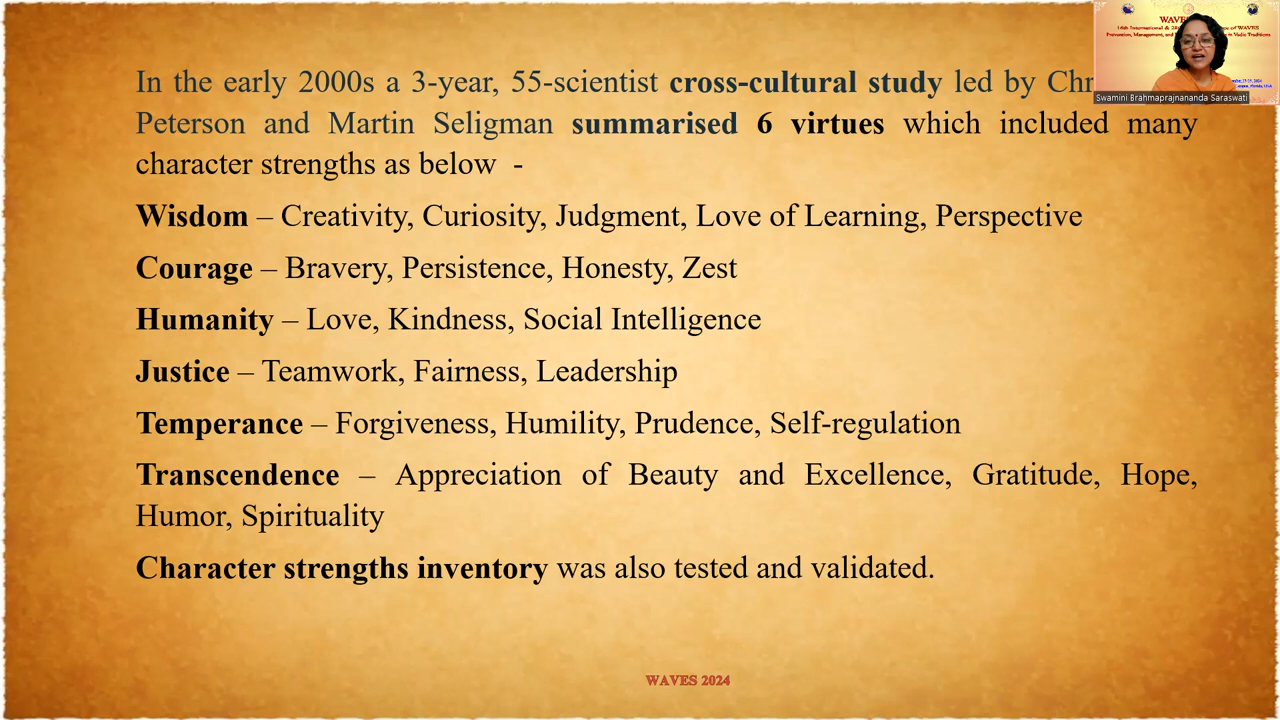 In the early 2000s a 3-year, 55-scientist cross-cultural study led by
Peterson and Martin Seligman summarised 6 virtues which included many
character strengths as below -
Wisdom – Creativity, Curiosity, Judgment, Love of Learning, Perspective
Courage – Bravery, Persistence, Honesty, Zest
Humanity – Love, Kindness, Social Intelligence
Justice – Teamwork, Fairness, Leadership
Temperance – Forgiveness, Humility, Prudence, Self-regulation
Transcendence – Appreciation of Beauty and Excellence, Gratitude, Hope,
Humor, Spirituality
Character strengths inventory was also tested and validated.
WAVES 2024
of WAVES
in Vedic Traditions
Swamini Brahmaprajnananda Saraswati